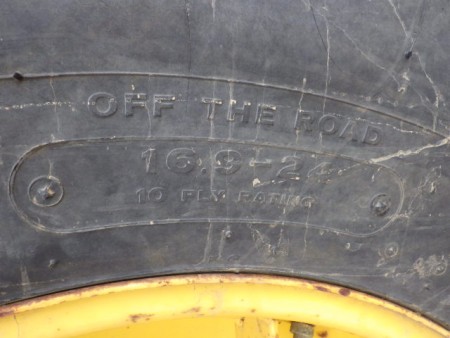 OFF THE ROAD
16.9-24
10 PLY RATING